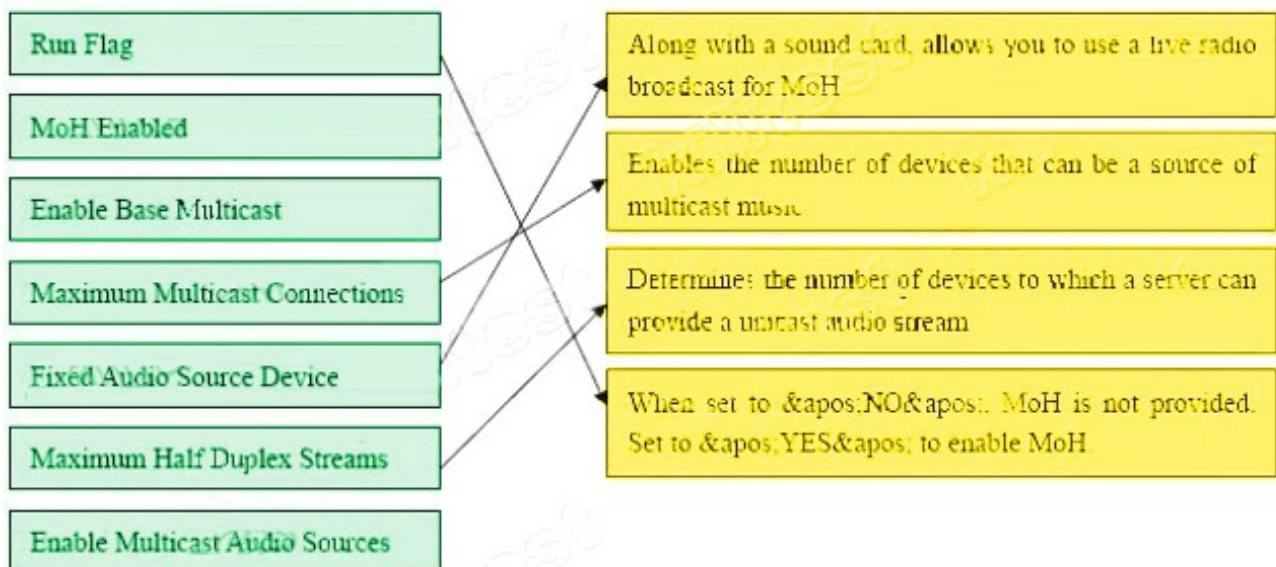 Run Flag
MoH Enabled
Enable Base Multicast
Maximum Multicast Connections
Fixed Audio Source Device
Maximum Half Duplex Streams
Enable Multicast Audio Sources
Along with a sound card, allows you to use a live radio
broadcast for MoH
Enables the number of devices that can be a source of
multicast music
Determines the number of devices to which a server can
provide a unicast audio stream
When set to &apos;NO&apos;. MoH is not provided.
Set to &apos;YES&apos; to enable MoH.